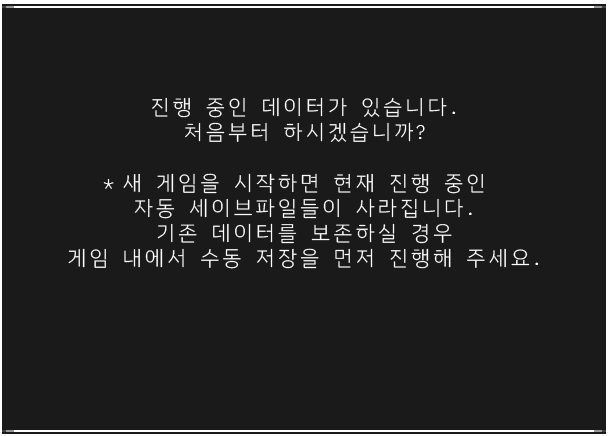 진행 중인 데이터가 있습니다.
처음부터 하시겠습니까?
* 새 게임을 시작하면 현재 진행 중인
자동 세이브파일들이 사라집니다.
기존 데이터를 보존하실 경우
게임 내에서 수동 저장을 먼저 진행해 주세요.